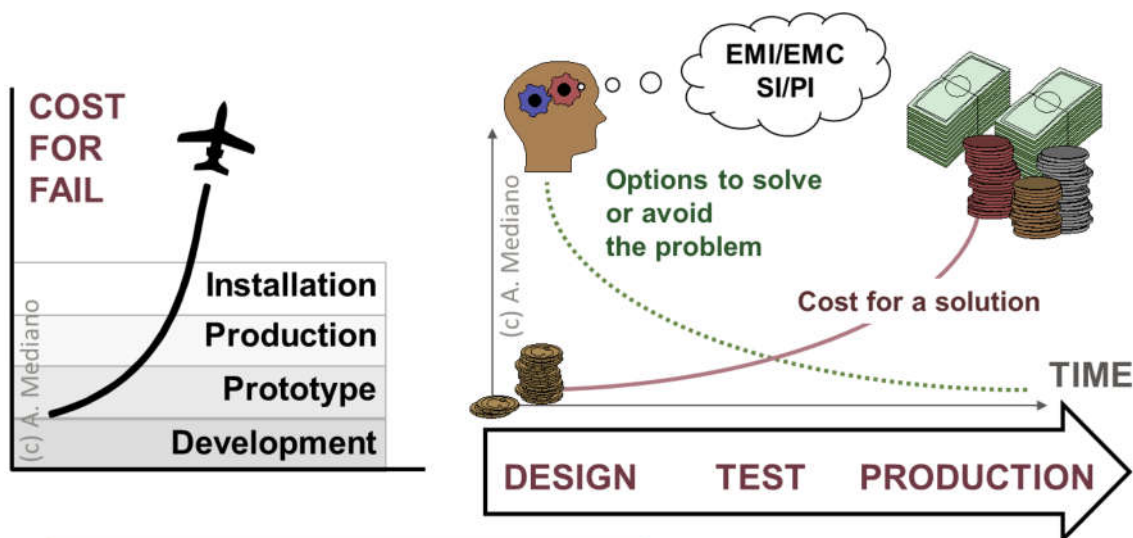 COST
FOR
FAIL
Installation
Production
Prototype
Development
(c) A. Mediano
EMI/EMC
SI/PI
Options to solve
or avoid
the problem
(c) A. Mediano
Cost for a solution
TIME
DESIGN TEST PRODUCTION